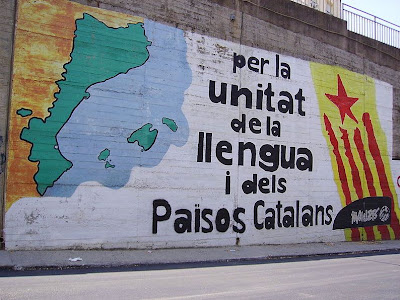 per la
unitat
de la
llengua
i dels
Països Catalans